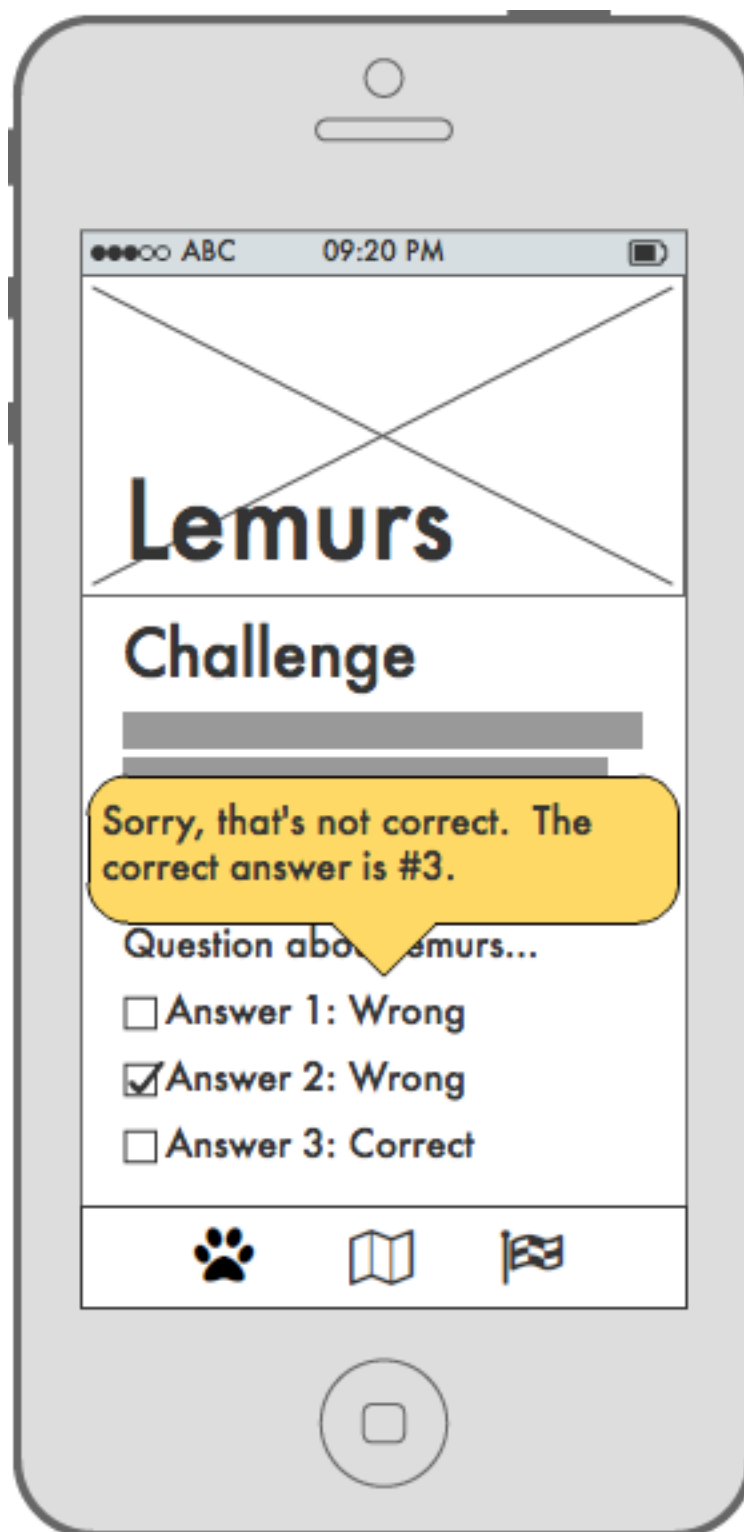 ABC 09:20 PM
Lemurs
Challenge
Sorry, that's not correct. The
correct answer is #3.
Question abou emurs...
Answer 1: Wrong
Answer 2: Wrong
Answer 3: Correct